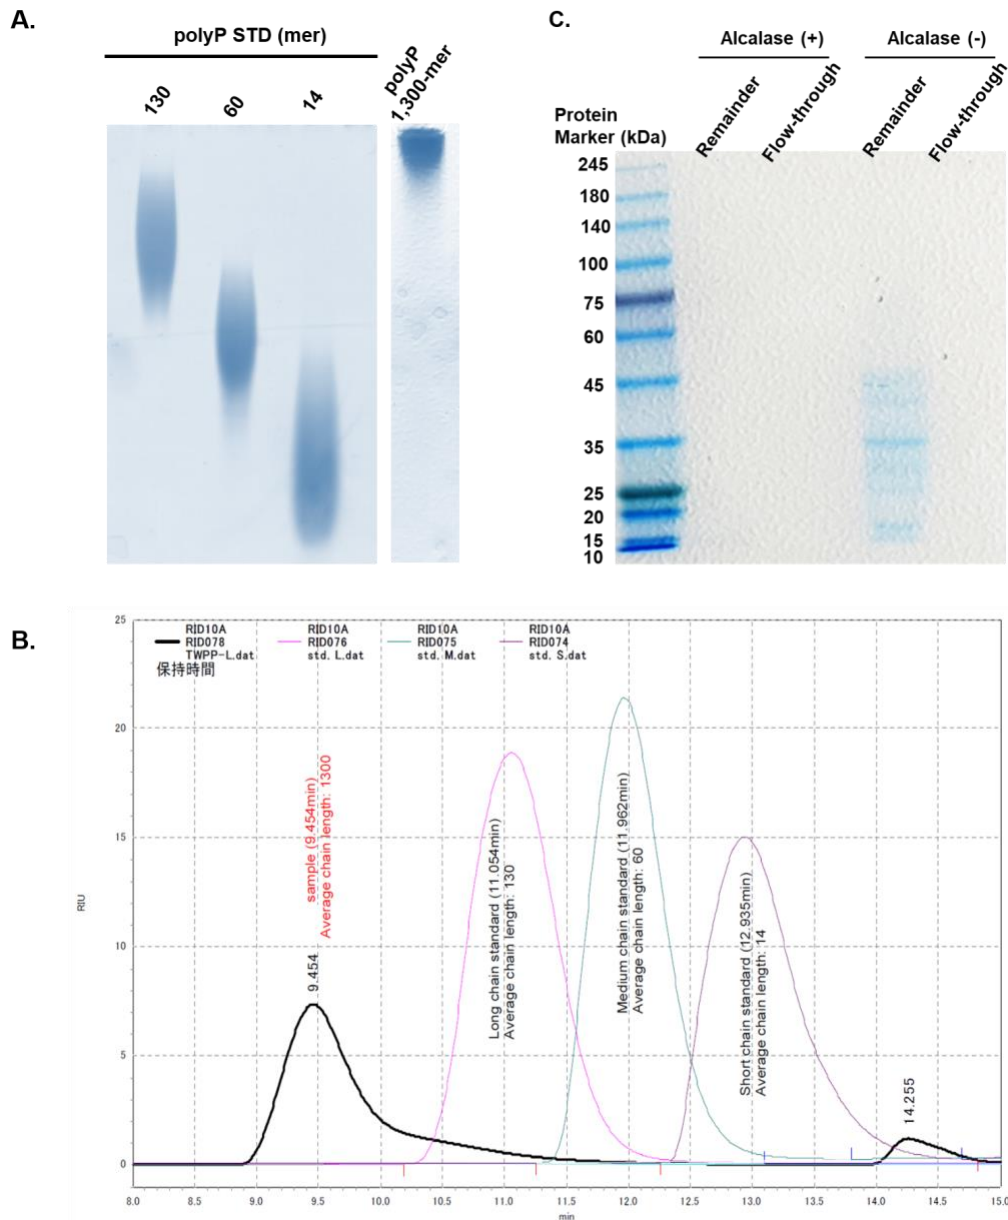 A.
polyP STD (mer)
130
60
14
polyP
1,300-mer
C.
Alcalase (+)
Alcalase (-)
Remainder
Flow-through
Remainder
Flow-through
Protein
Marker (kDa)
245
180
140
100
75
60
45
35
25
20
15
10
B.
RID10A
RID078
TWPP-L.dat
RID10A
RID076
std. L.dat
RID10A
RID075
std. M.dat
RID10A
RID074
std. S.dat
保持時間
25
20
15
10
5
0
RIU
sample (9.454min)
Average chain length: 1300
9.454
Long chain standard (11.054min)
Average chain length: 130
Medium chain standard (11.962min)
Average chain length: 60
Short chain standard (12.935min)
Average chain length: 14
14.255
8.0 8.5 9.0 9.5 10.0 10.5 11.0 11.5 12.0 12.5 13.0 13.5 14.0 14.5 15.0
min